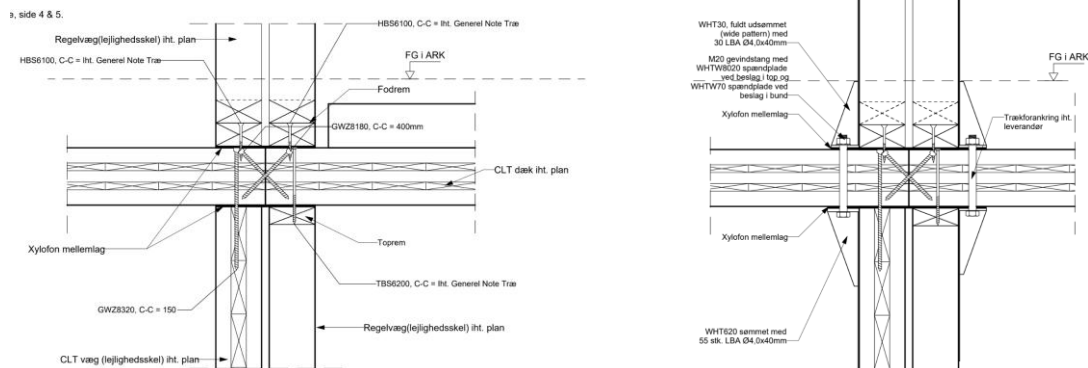 e, side 4 & 5.
HBS6100, C-C = Iht. Generel Note Træ
Regelvæg(lejlighedsskel) iht. plan
HBS6100, C-C = Iht. Generel Note Træ
FG i ARK
Fodrem
GWZ8180, C-C = 400mm
CLT dæk iht. plan
Xylofon mellemlag
Toprem
TBS6200, C-C = Iht. Generel Note Træ
GWZ8320, C-C = 150
Regelvæg(lejlighedsskel) iht. plan
CLT væg (lejlighedsskel) iht. plan
WHT30, fuldt udsømmet
(wide pattern) med
30 LBA Ø4,0x40mm
M20 gevindstang med
WHTW8020 spændplade
ved beslag i top og
WHTW70 spændplade ved
beslag i bund
Xylofon mellemlag
FG i ARK
Trækforankring iht.
leverandør
Xylofon mellemlag
WHT620 sømmet med
55 stk. LBA Ø4,0x40mm